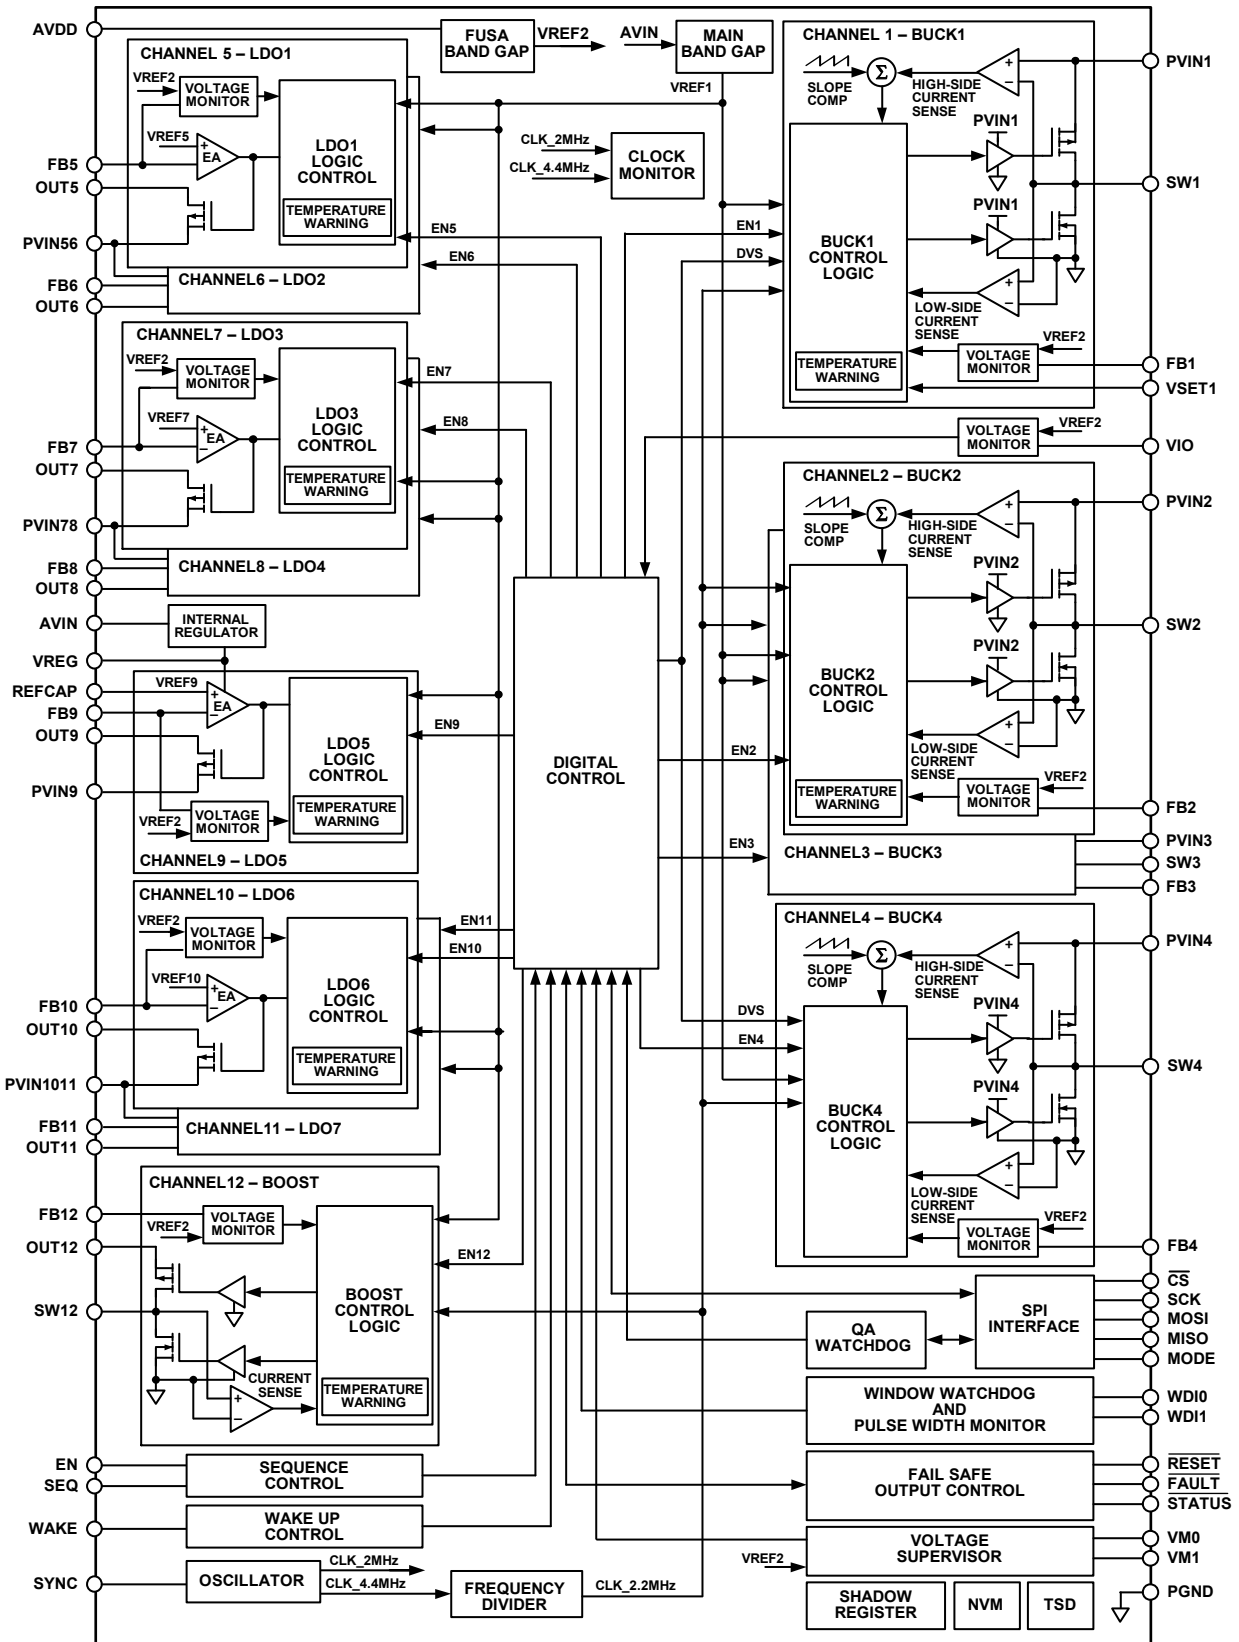 AVDD
FUSA
BAND GAP
VREF2
AVIN
MAIN
BAND GAP
VREF1
CHANNEL 5 – LDO1
VREF2
VOLTAGE
MONITOR
LDO1
LOGIC
CONTROL
VREF5
+
−
EA
TEMPERATURE
WARNING
FB5
OUT5
PVIN56
FB6
OUT6
CHANNEL6 – LDO2
EN5
EN6
CLK_2MHz
CLK_4.4MHz
CLOCK
MONITOR
CHANNEL 1 – BUCK1
SLOPE
COMP
Σ
HIGH-SIDE
CURRENT
SENSE
+
−
PVIN1
PVIN1
BUCK1
CONTROL
LOGIC
EN1
DVS
LOW-SIDE
CURRENT
SENSE
+
−
TEMPERATURE
WARNING
VOLTAGE
MONITOR
VREF2
PVIN1
SW1
FB1
VSET1
VOLTAGE
MONITOR
VREF2
VIO
CHANNEL7 – LDO3
VREF2
VOLTAGE
MONITOR
LDO3
LOGIC
CONTROL
VREF7
+
−
EA
TEMPERATURE
WARNING
FB7
OUT7
PVIN78
FB8
OUT8
CHANNEL8 – LDO4
EN7
EN8
CHANNEL2 – BUCK2
SLOPE
COMP
Σ
HIGH-SIDE
CURRENT
SENSE
+
−
PVIN2
PVIN2
BUCK2
CONTROL
LOGIC
EN2
LOW-SIDE
CURRENT
SENSE
+
−
TEMPERATURE
WARNING
VOLTAGE
MONITOR
VREF2
PVIN2
SW2
FB2
EN3
CHANNEL3 – BUCK3
PVIN3
SW3
FB3
AVIN
INTERNAL
REGULATOR
VREG
REFCAP
FB9
OUT9
PVIN9
VREF9
+
−
EA
LDO5
LOGIC
CONTROL
TEMPERATURE
WARNING
VREF2
VOLTAGE
MONITOR
CHANNEL9 – LDO5
EN9
DIGITAL
CONTROL
CHANNEL10 – LDO6
VREF2
VOLTAGE
MONITOR
LDO6
LOGIC
CONTROL
VREF10
+
−
EA
TEMPERATURE
WARNING
FB10
OUT10
PVIN1011
FB11
OUT11
CHANNEL11 – LDO7
EN11
EN10
CHANNEL4 – BUCK4
SLOPE
COMP
Σ
HIGH-SIDE
CURRENT
SENSE
+
−
PVIN4
PVIN4
BUCK4
CONTROL
LOGIC
DVS
EN4
LOW-SIDE
CURRENT
SENSE
+
−
VOLTAGE
MONITOR
VREF2
PVIN4
SW4
FB4
CHANNEL12 – BOOST
FB12
OUT12
SW12
VREF2
VOLTAGE
MONITOR
BOOST
CONTROL
LOGIC
CURRENT
SENSE
+
−
TEMPERATURE
WARNING
EN12
QA
WATCHDOG
SPI
INTERFACE
CS
SCK
MOSI
MISO
MODE
WINDOW WATCHDOG
AND
PULSE WIDTH MONITOR
WDI0
WDI1
EN
SEQ
SEQUENCE
CONTROL
FAIL SAFE
OUTPUT CONTROL
RESET
FAULT
STATUS
WAKE
WAKE UP
CONTROL
VREF2
VOLTAGE
SUPERVISOR
VM0
VM1
SYNC
OSCILLATOR
CLK_2MHz
CLK_4.4MHz
FREQUENCY
DIVIDER
CLK_2.2MHz
SHADOW
REGISTER
NVM
TSD
PGND